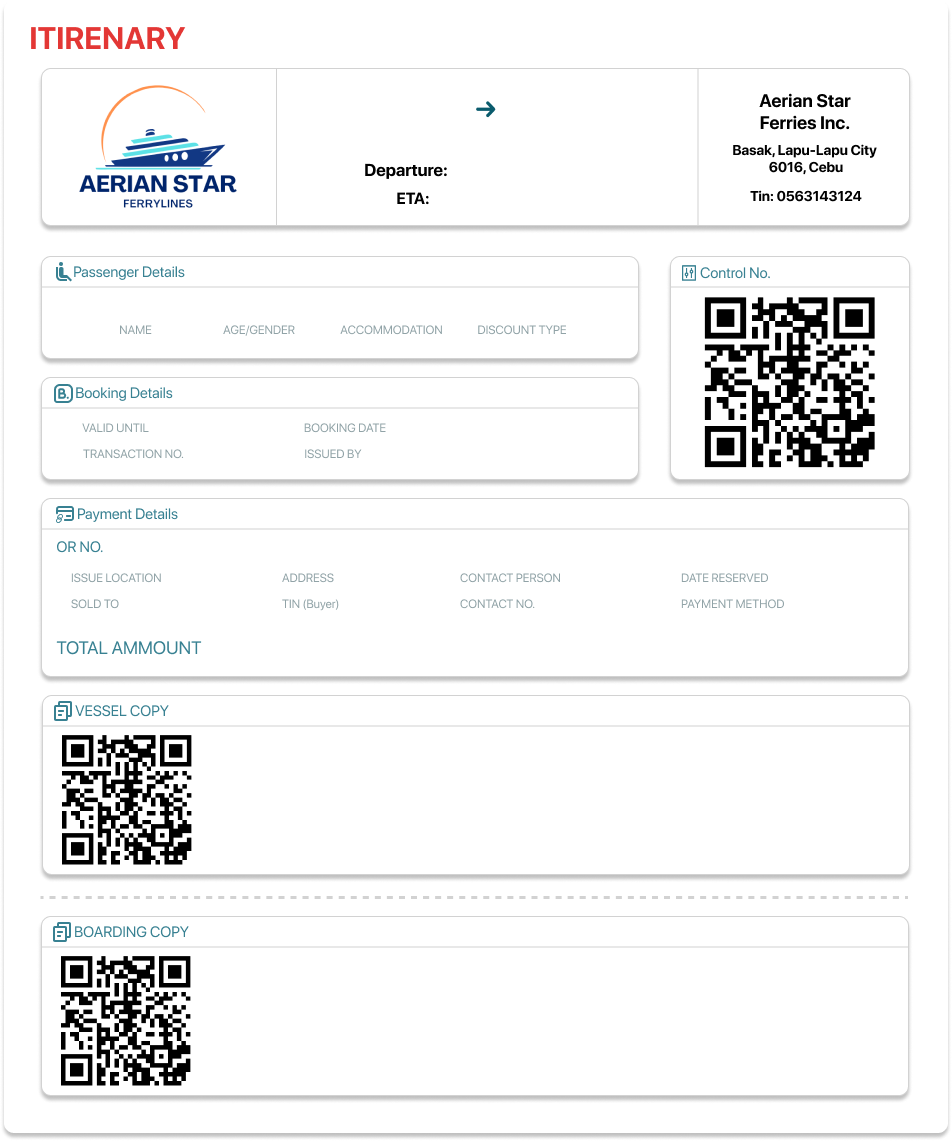 ITIRENARY
AERIAN STAR
FERRYLINES
Departure:
ETA:
Aerian Star
Ferries Inc.
Basak, Lapu-Lapu City
6016, Cebu
Tin: 0563143124
Passenger Details
NAME AGE/GENDER ACCOMMODATION DISCOUNT TYPE
Control No.
B. Booking Details
VALID UNTIL BOOKING DATE
TRANSACTION NO. ISSUED BY
Payment Details
OR NO.
ISSUE LOCATION ADDRESS CONTACT PERSON DATE RESERVED
SOLD TO TIN (Buyer) CONTACT NO. PAYMENT METHOD
TOTAL AMMOUNT
VESSEL COPY
BOARDING COPY